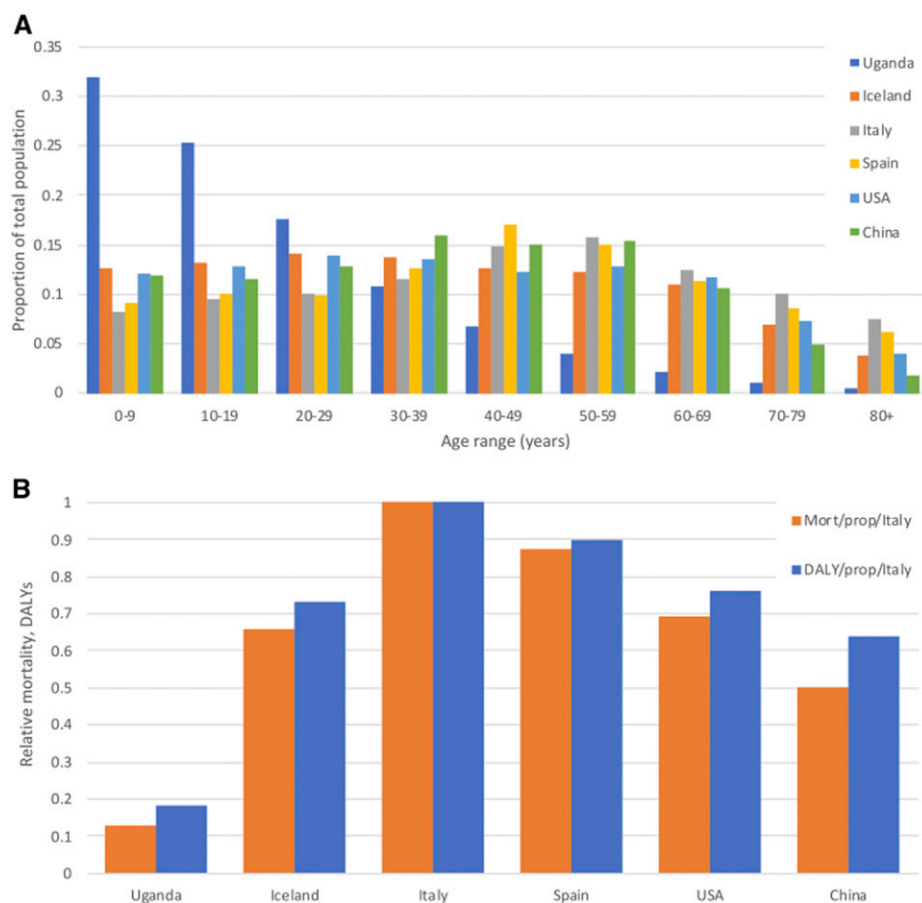 A
0.35
0.3
0.25
0.2
0.15
0.1
0.05
0
Proportion of total population
Uganda
Iceland
Italy
Spain
USA
China
0-9 10-19 20-29 30-39 40-49 50-59 60-69 70-79 80+
Age range (years)
B
1
0.9
0.8
0.7
0.6
0.5
0.4
0.3
0.2
0.1
0
Relative mortality, DALYs
Mort/prop/Italy
DALY/prop/Italy
Uganda Iceland Italy Spain USA China